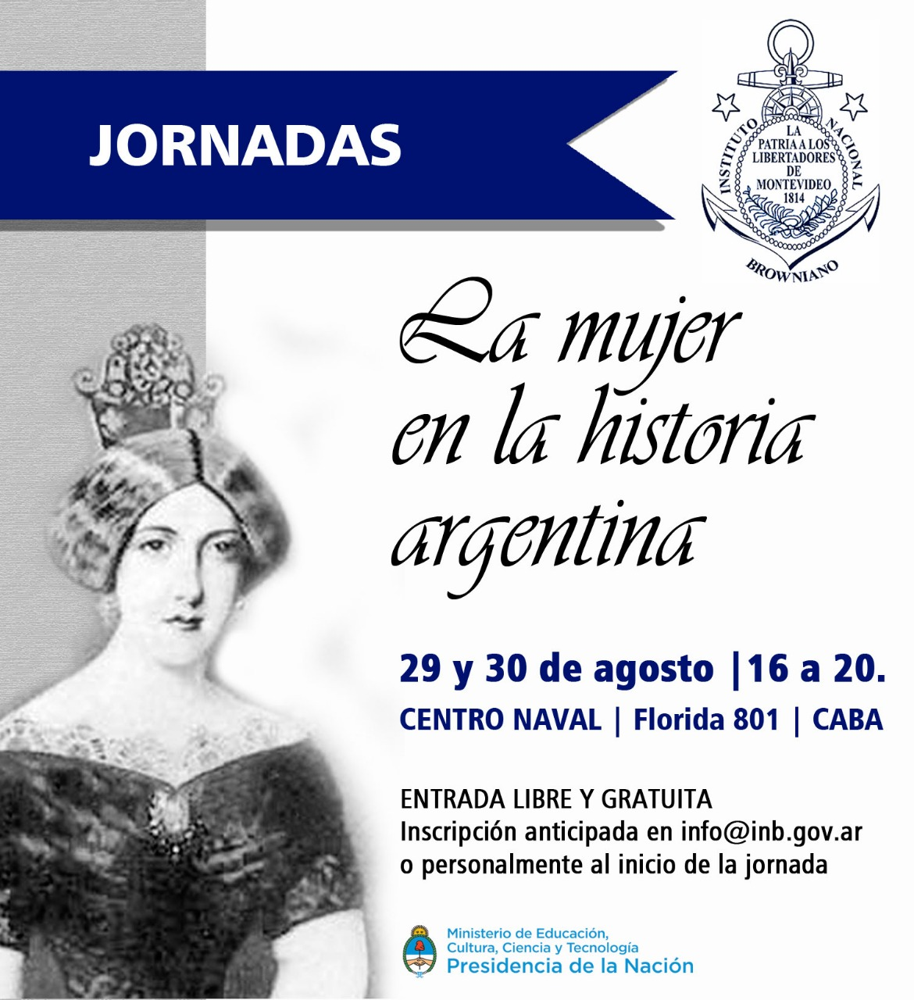 JORNADAS
INSTITUTO NACIONAL
LA
PATRIA A LOS
LIBERTADORES
DE
MONTEVIDEO
1814
BROWNIANO
La mujer
en la historia
argentina
29 y 30 de agosto |16 a 20.
CENTRO NAVAL | Florida 801 | CABA
ENTRADA LIBRE Y GRATUITA
Inscripción anticipada en info@inb.gov.ar
o personalmente al inicio de la jornada
Ministerio de Educación,
Cultura, Ciencia y Tecnología
Presidencia de la Nación